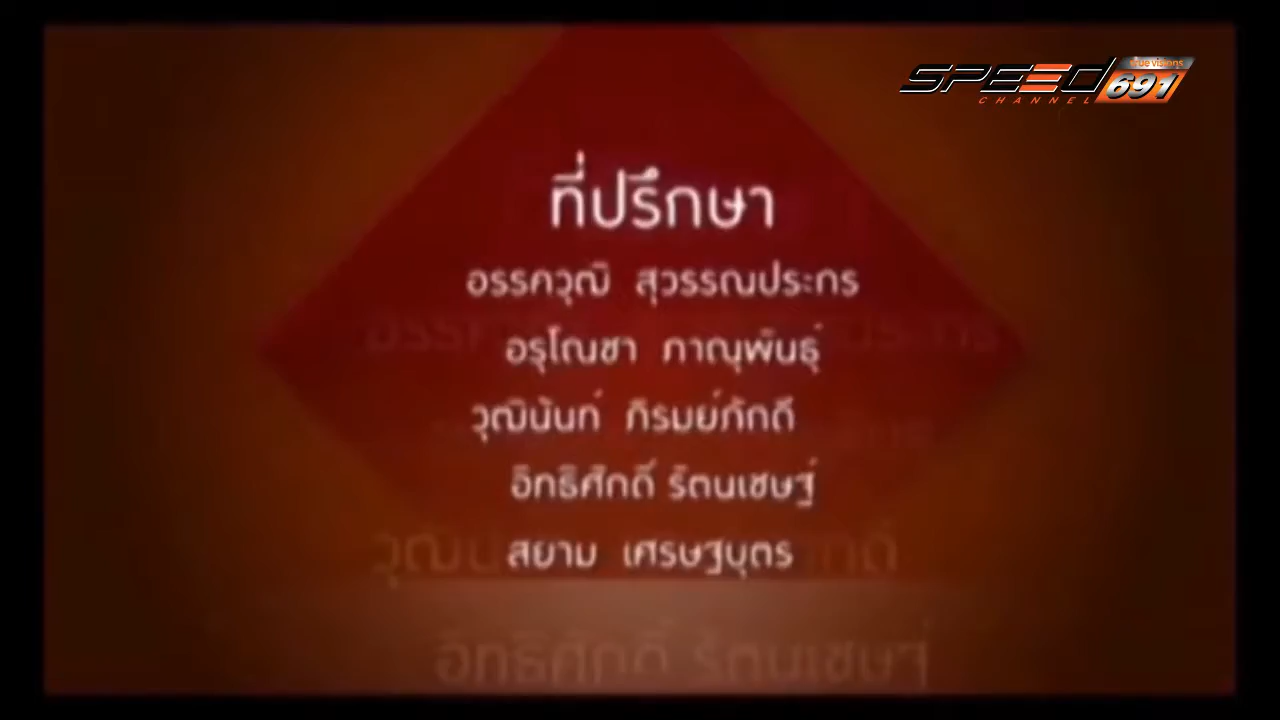 SPEED
true visions
CHANNEL
691
ที่ปรึกษา
อรรควุฒิ สุวรรณประกร
อรุโณชา ภาณุพันธุ์
วุฒินันท์ ภิรมย์ภักดี
อิทธิศักดิ์ รัตนเชษฐ์
สยาม เศรษฐบุตร